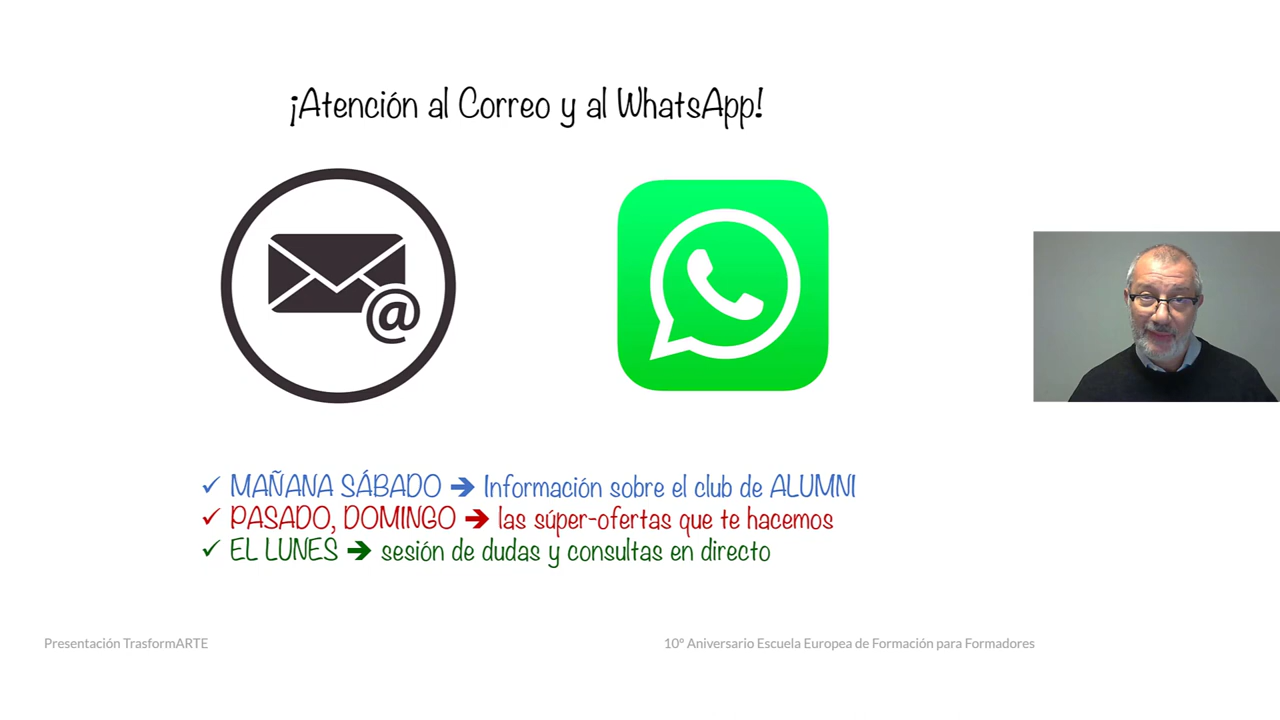 ¡Atención al Correo y al WhatsApp!
@
✓ MAÑANA SÁBADO ➔ Información sobre el club de ALUMNI
✓ PASADO, DOMINGO ➔ las súper-ofertas que te hacemos
✓ EL LUNES ➔ sesión de dudas y consultas en directo
Presentación TrasformARTE
10º Aniversario Escuela Europea de Formación para Formadores